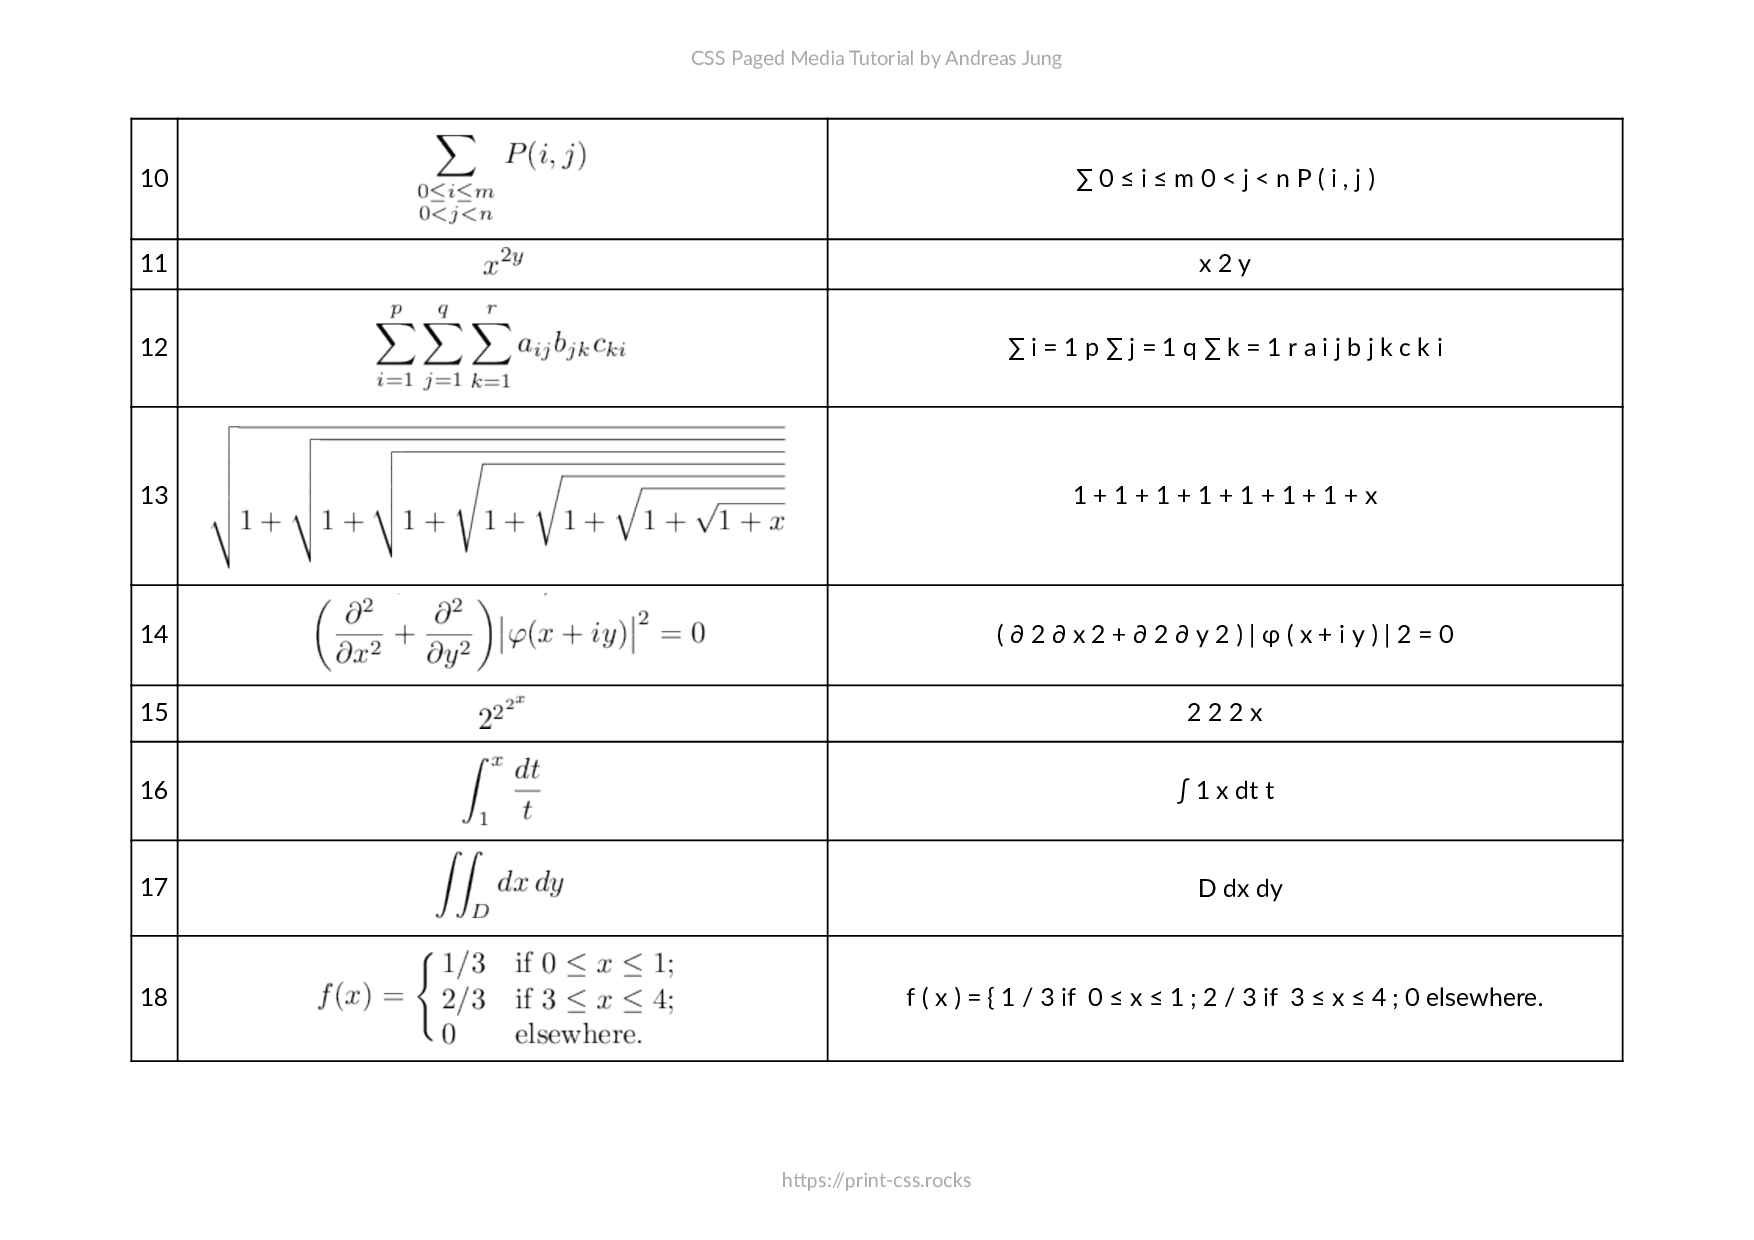 CSS Paged Media Tutorial by Andreas Jung
10 \sum_{\substack{0 \le i \le m \\ 0 < j < n}} P(i, j) ∑ 0 ≤ i ≤ m 0 < j < n P ( i , j )
11 x^{2y} x 2 y
12 \sum_{i=1}^{p} \sum_{j=1}^{q} \sum_{k=1}^{r} a_{ij} b_{jk} c_{ki} ∑ i = 1 p ∑ j = 1 q ∑ k = 1 r a i j b j k c k i
13 \sqrt{1 + \sqrt{1 + \sqrt{1 + \sqrt{1 + \sqrt{1 + \sqrt{1 + \sqrt{1 + x}}}}}}} 1 + 1 + 1 + 1 + 1 + 1 + 1 + x
14 \left( \frac{\partial^2}{\partial x^2} + \frac{\partial^2}{\partial y^2} \right) |\varphi(x + iy)|^2 = 0 ( ∂ 2 ∂ x 2 + ∂ 2 ∂ y 2 ) | φ ( x + i y ) | 2 = 0
15 2^{2^{2^x}} 2 2 2 x
16 \int_1^x \frac{dt}{t} ∫ 1 x dt t
17 \iint_D dx\,dy D dx dy
18 f(x) = \begin{cases} 1/3 & \text{if } 0 \le x \le 1; \\ 2/3 & \text{if } 3 \le x \le 4; \\ 0 & \text{elsewhere.} \end{cases} f ( x ) = { 1 / 3 if 0 ≤ x ≤ 1 ; 2 / 3 if 3 ≤ x ≤ 4 ; 0 elsewhere.
https://print-css.rocks